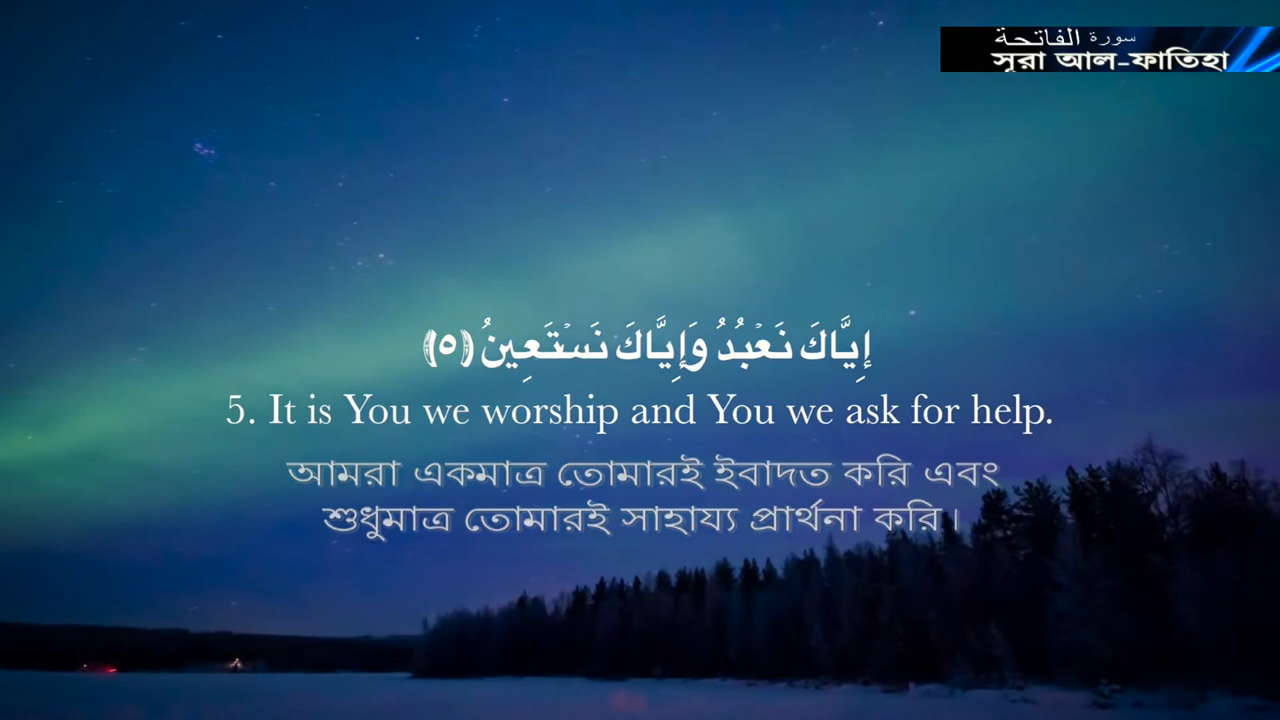 سورة الفاتحة
সূরা আল-ফাতিহা
إِيَّاكَ نَعْبُدُ وَإِيَّاكَ نَسْتَعِينُ ﴿٥﴾
5. It is You we worship and You we ask for help.
আমরা একমাত্র তোমারই ইবাদত করি এবং
শুধুমাত্র তোমারই সাহায্য প্রার্থনা করি।